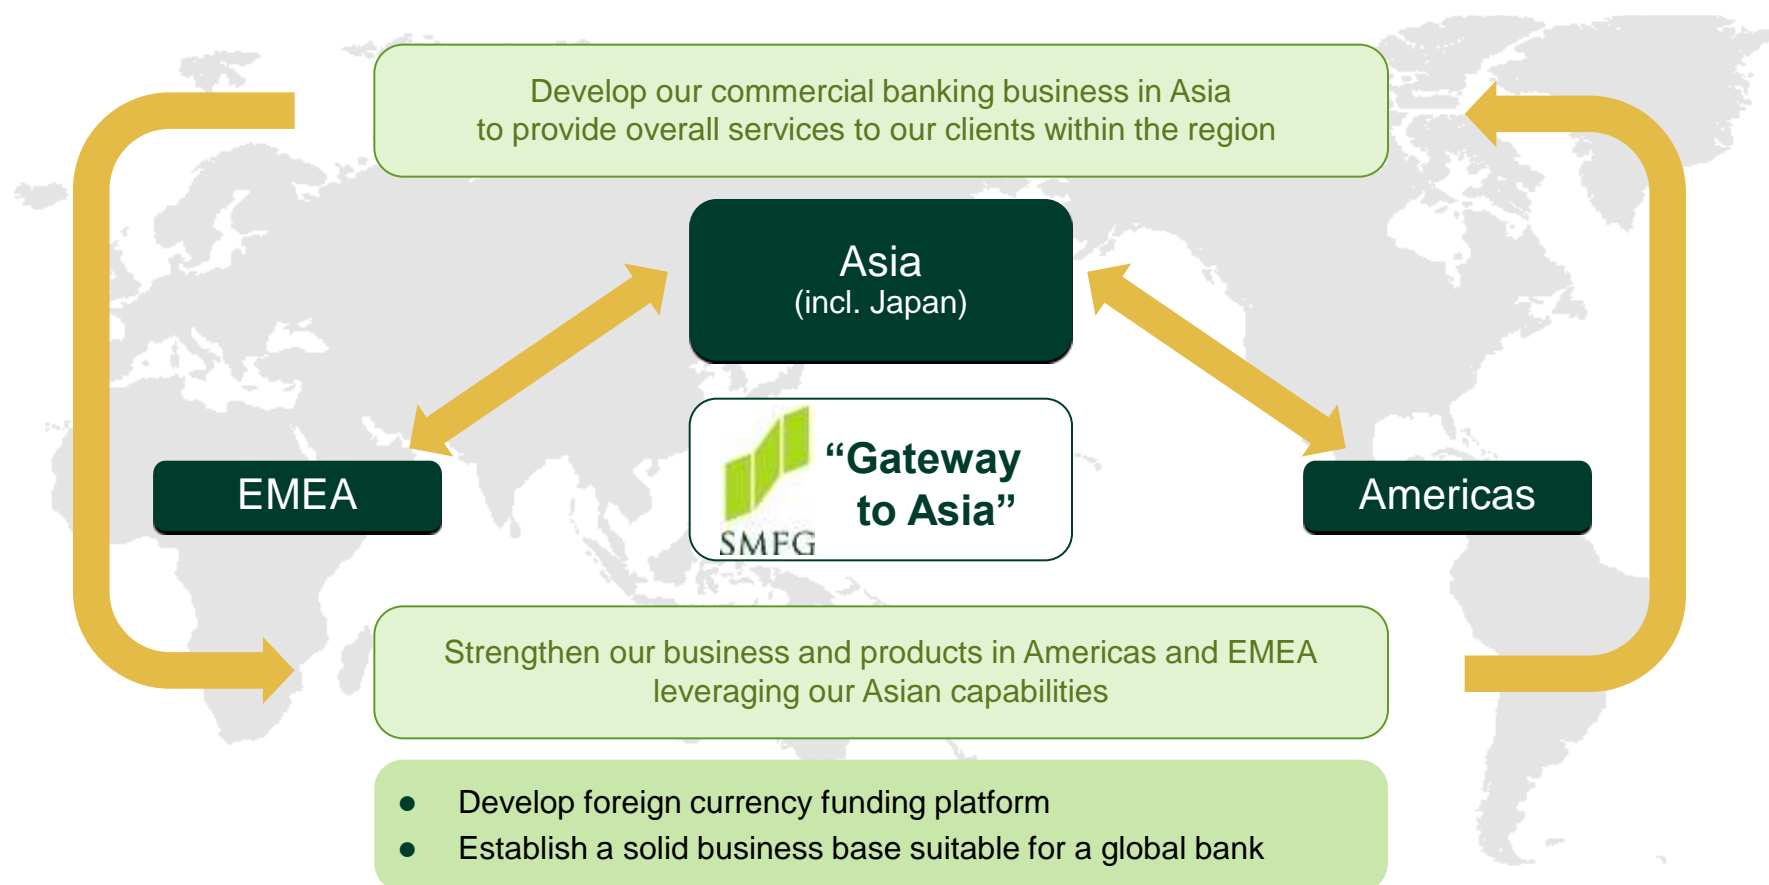 Develop our commercial banking business in Asia
to provide overall services to our clients within the region
Asia
(incl. Japan)
“Gateway
to Asia”
SMFG
EMEA
Americas
Strengthen our business and products in Americas and EMEA
leveraging our Asian capabilities
● Develop foreign currency funding platform
● Establish a solid business base suitable for a global bank